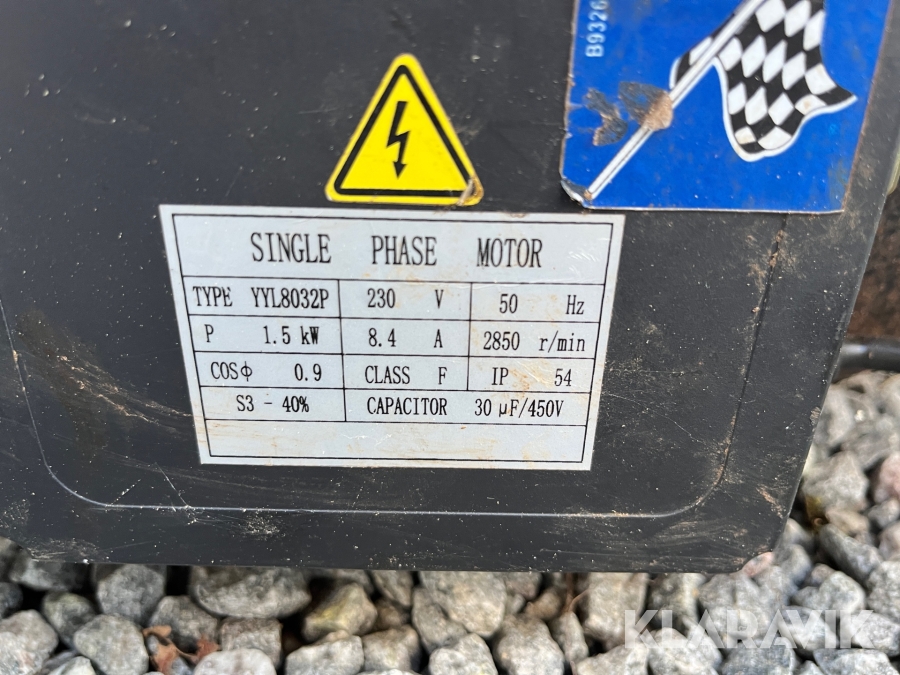 B9326
SINGLE PHASE MOTOR
TYPE YYL8032P 230 V 50 Hz
P 1.5 kW 8.4 A 2850 r/min
COSϕ 0.9 CLASS F IP 54
S3 - 40% CAPACITOR 30 μF/450V
KLARAVIK